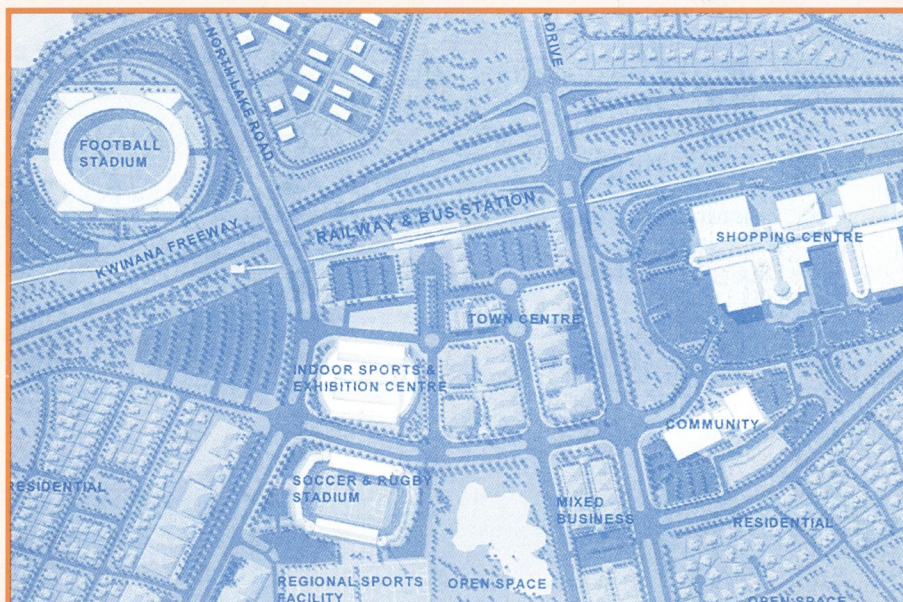 NORTH LAKE ROAD
DRIVE
FOOTBALL
STADIUM
KWINANA FREEWAY
RAILWAY & BUS STATION
SHOPPING CENTRE
TOWN CENTRE
INDOOR SPORTS &
EXHIBITION CENTRE
COMMUNITY
RESIDENTIAL
SOCCER & RUGBY
STADIUM
MIXED
BUSINESS
RESIDENTIAL
REGIONAL SPORTS
FACILITY
OPEN SPACE
OPEN SPACE